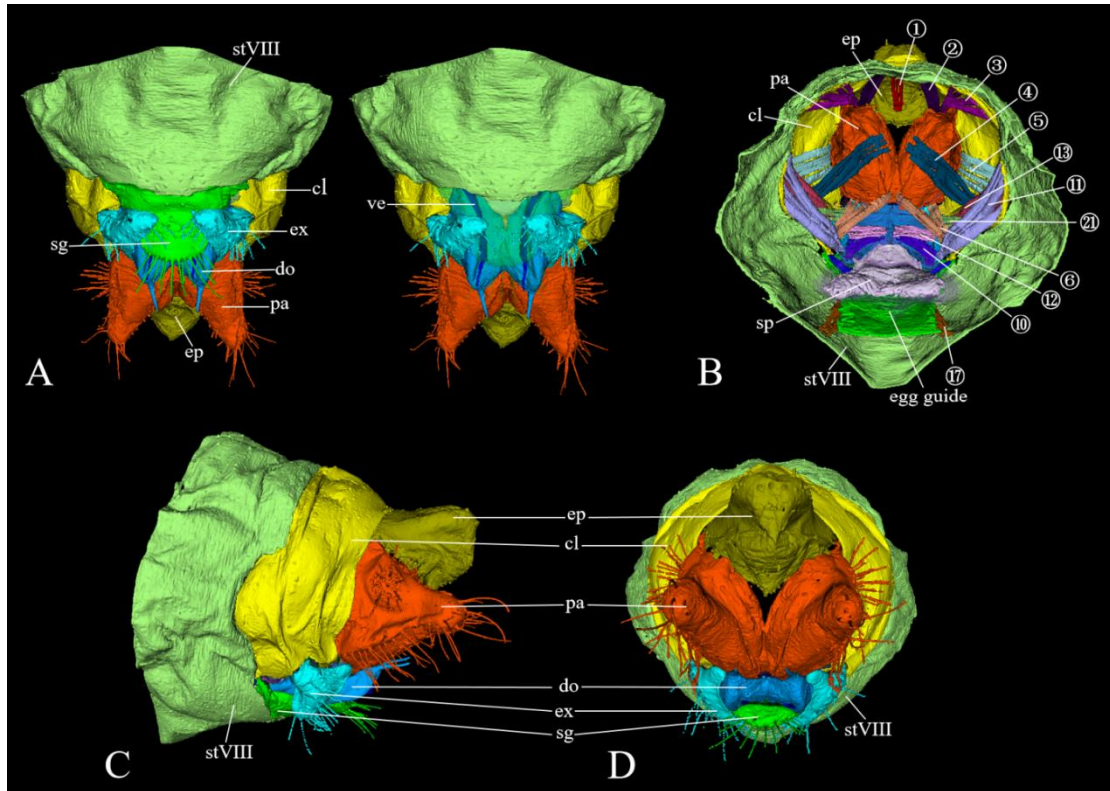 stVIII
cl
ve
ex
sg
do
pa
ep
A
①
ep
②
③
pa
④
cl
⑤
⑬
⑪
㉑
⑥
⑫
sp
⑩
⑰
stVIII
egg guide
B
ep
cl
pa
do
ex
sg
stVIII
stVIII
C
D